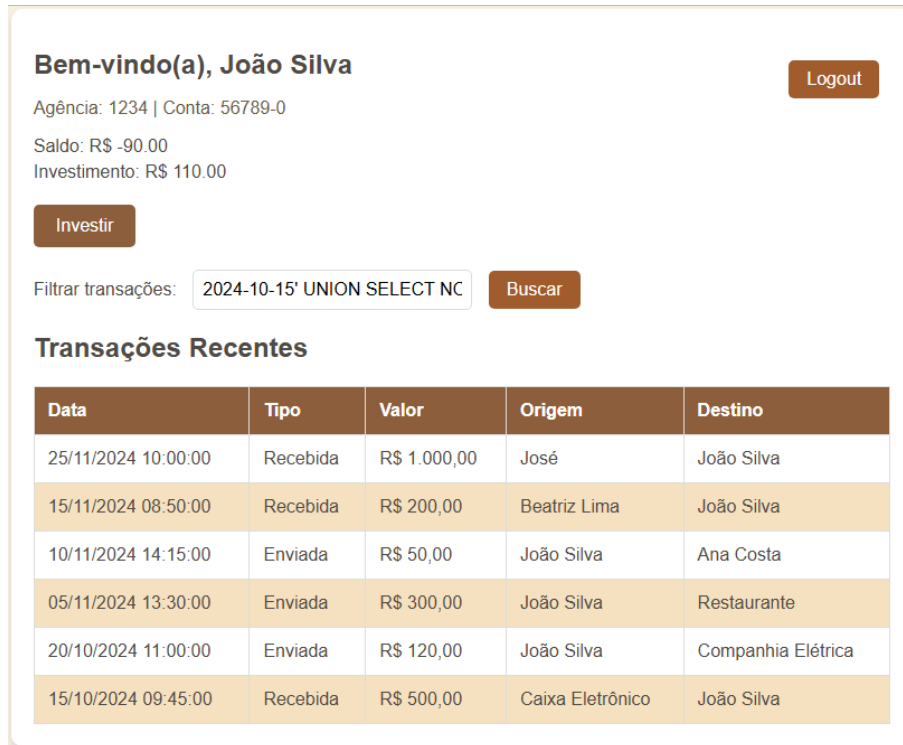 Bem-vindo(a), João Silva
Logout
Agência: 1234 | Conta: 56789-0
Saldo: R$ -90.00
Investimento: R$ 110.00
Investir
Filtrar transações: 2024-10-15' UNION SELECT NC Buscar
Transações Recentes
Data Tipo Valor Origem Destino
25/11/2024 10:00:00 Recebida R$ 1.000,00 José João Silva
15/11/2024 08:50:00 Recebida R$ 200,00 Beatriz Lima João Silva
10/11/2024 14:15:00 Enviada R$ 50,00 João Silva Ana Costa
05/11/2024 13:30:00 Enviada R$ 300,00 João Silva Restaurante
20/10/2024 11:00:00 Enviada R$ 120,00 João Silva Companhia Elétrica
15/10/2024 09:45:00 Recebida R$ 500,00 Caixa Eletrônico João Silva